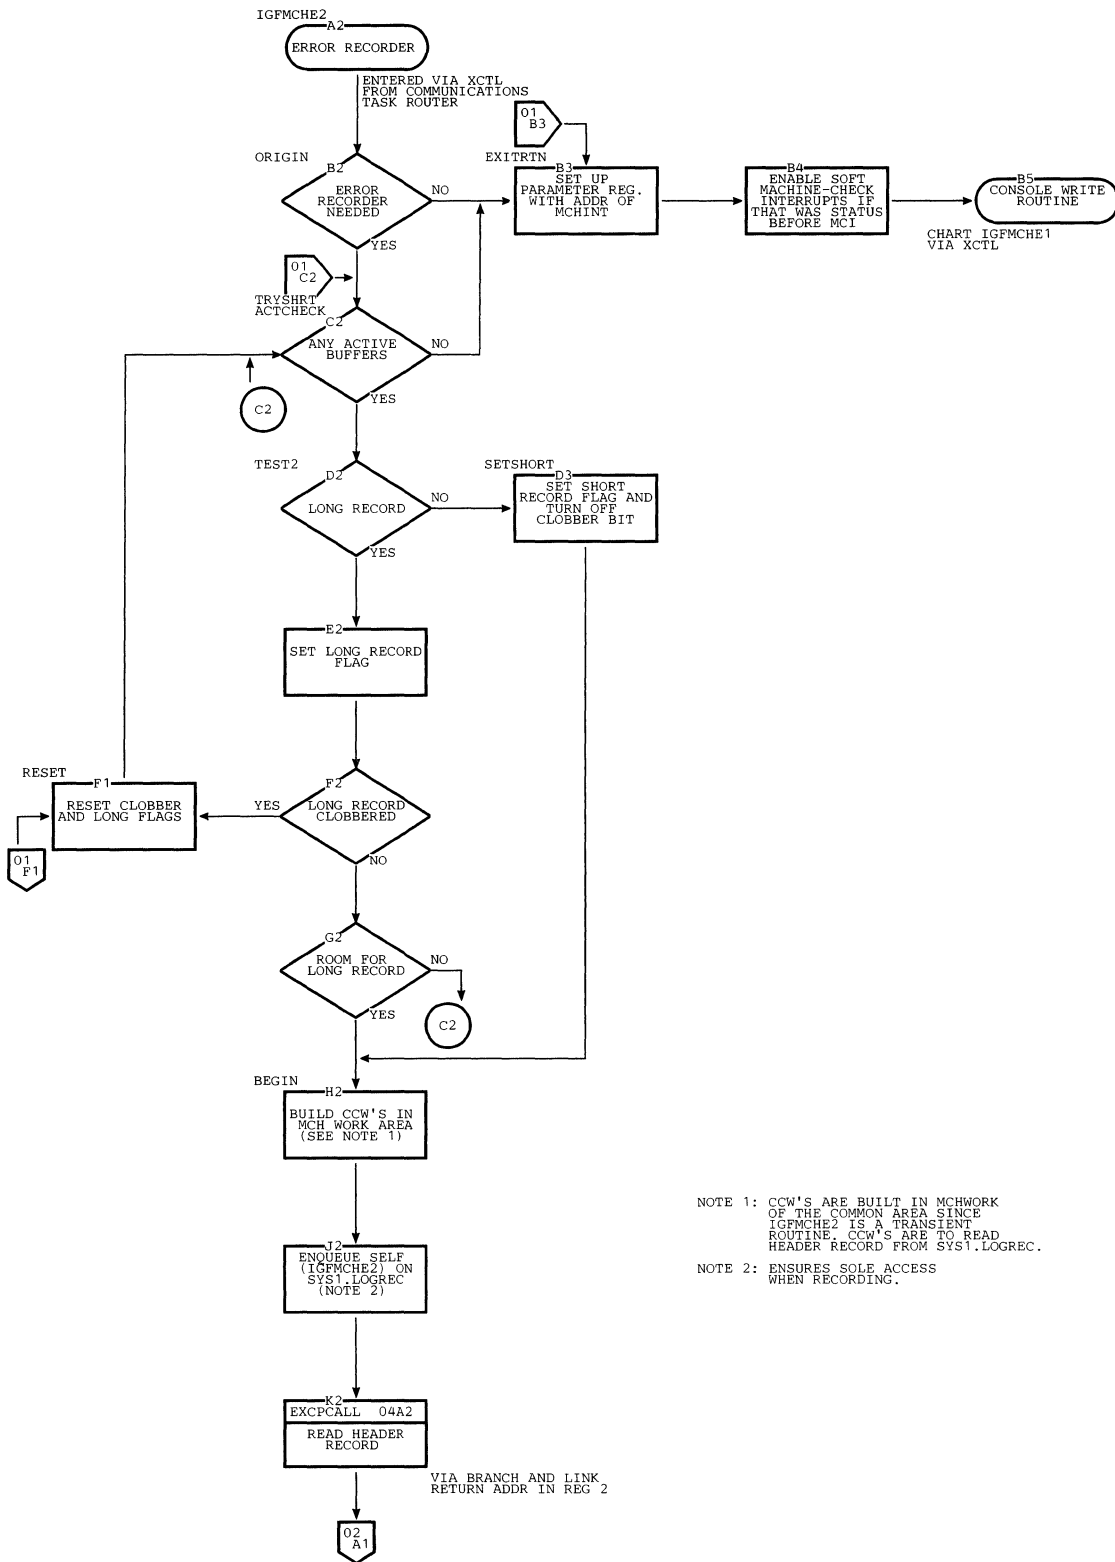 IGFMCHE2
A2
ERROR RECORDER
ENTERED VIA XCTL
FROM COMMUNICATIONS
TASK ROUTER
01
B3
ORIGIN
B2
ERROR
RECORDER
NEEDED
NO
YES
EXITRTN
B3
SET UP
PARAMETER REG.
WITH ADDR OF
MCHINT
B4
ENABLE SOFT
MACHINE-CHECK
INTERRUPTS IF
THAT WAS STATUS
BEFORE MCI
B5
CONSOLE WRITE
ROUTINE
CHART IGFMCHE1
VIA XCTL
01
C2
TRYSHRT
ACTCHECK
C2
ANY ACTIVE
BUFFERS
NO
YES
C2
TEST2
D2
LONG RECORD
NO
YES
SETSHORT
D3
SET SHORT
RECORD FLAG AND
TURN OFF
CLOBBER BIT
E2
SET LONG RECORD
FLAG
RESET
F1
RESET CLOBBER
AND LONG FLAGS
01
F1
F2
LONG RECORD
CLOBBERED
YES
NO
G2
ROOM FOR
LONG RECORD
NO
YES
C2
BEGIN
H2
BUILD CCW'S IN
MCH WORK AREA
(SEE NOTE 1)
J2
ENQUEUE SELF
(IGFMCHE2) ON
SYS1.LOGREC
(NOTE 2)
NOTE 1: CCW'S ARE BUILT IN MCHWORK
OF THE COMMON AREA SINCE
IGFMCHE2 IS A TRANSIENT
ROUTINE. CCW'S ARE TO READ
HEADER RECORD FROM SYS1.LOGREC.
NOTE 2: ENSURES SOLE ACCESS
WHEN RECORDING.
K2
EXCPCALL 04A2
READ HEADER
RECORD
VIA BRANCH AND LINK
RETURN ADDR IN REG 2
02
A1